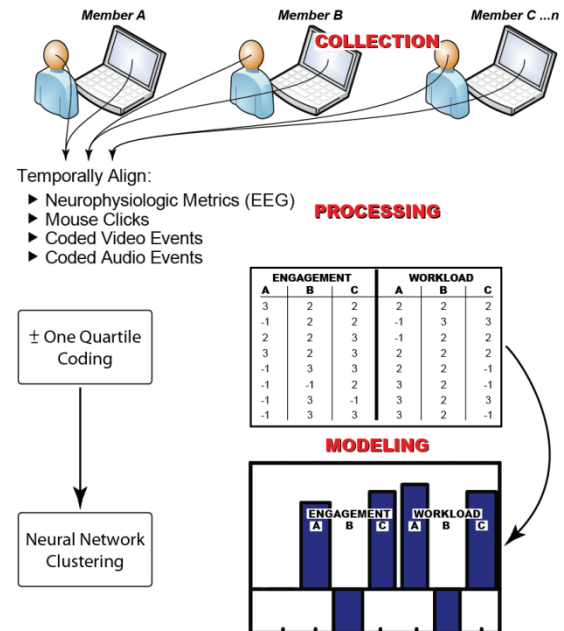 Member A Member B Member C ...n
COLLECTION
Temporally Align:
▶ Neurophysiologic Metrics (EEG)
▶ Mouse Clicks
▶ Coded Video Events
▶ Coded Audio Events
PROCESSING
ENGAGEMENT WORKLOAD
A B C A B C
3 2 2 2 2 2
-1 2 2 -1 3 3
2 2 3 -1 2 2
3 2 3 2 2 2
-1 3 3 2 2 -1
-1 -1 2 3 2 -1
-1 3 -1 3 2 3
-1 3 3 3 2 -1
± One Quartile
Coding
MODELING
ENGAGEMENT WORKLOAD
A B C A B C
Neural Network
Clustering